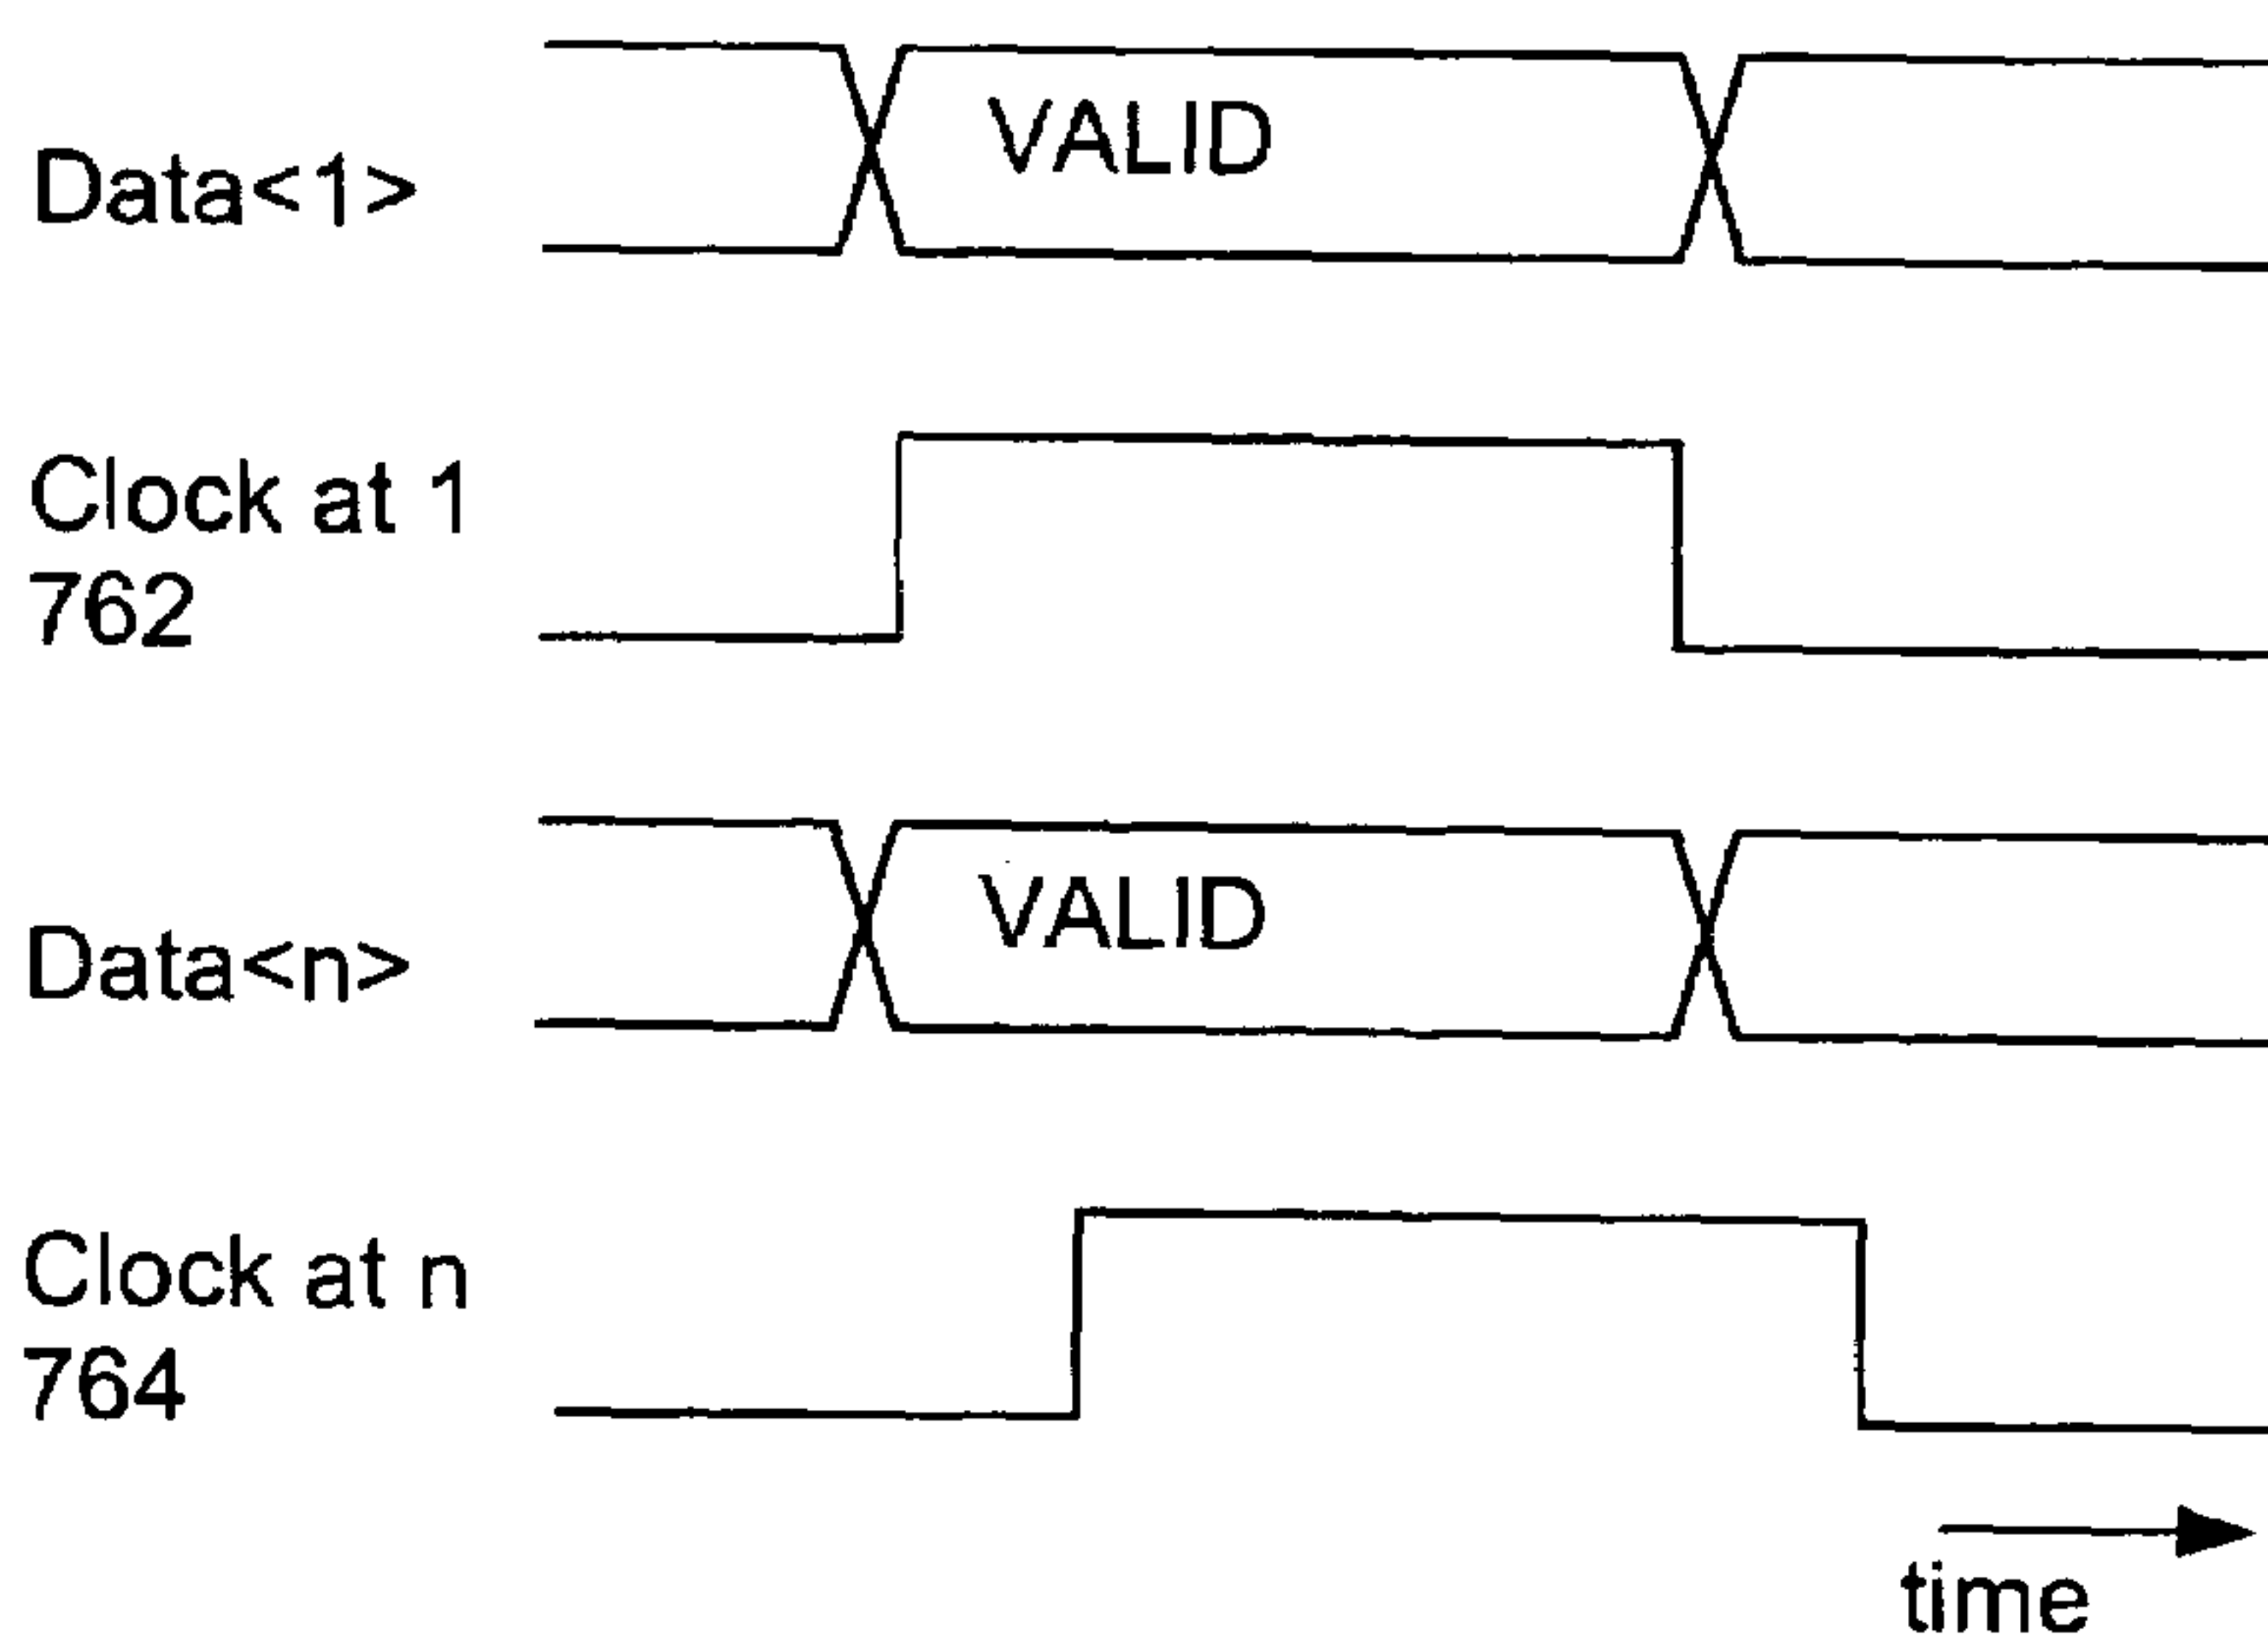 VALID
Data<1>
Clock at 1
762
VALID
Data<n>
Clock at n
764
time